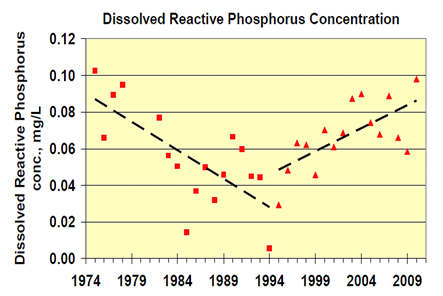 Dissolved Reactive Phosphorus Concentration
Dissolved Reactive Phosphorus
conc., mg/L
0.12
0.10
0.08
0.06
0.04
0.02
0.00
1974 1979 1984 1989 1994 1999 2004 2009